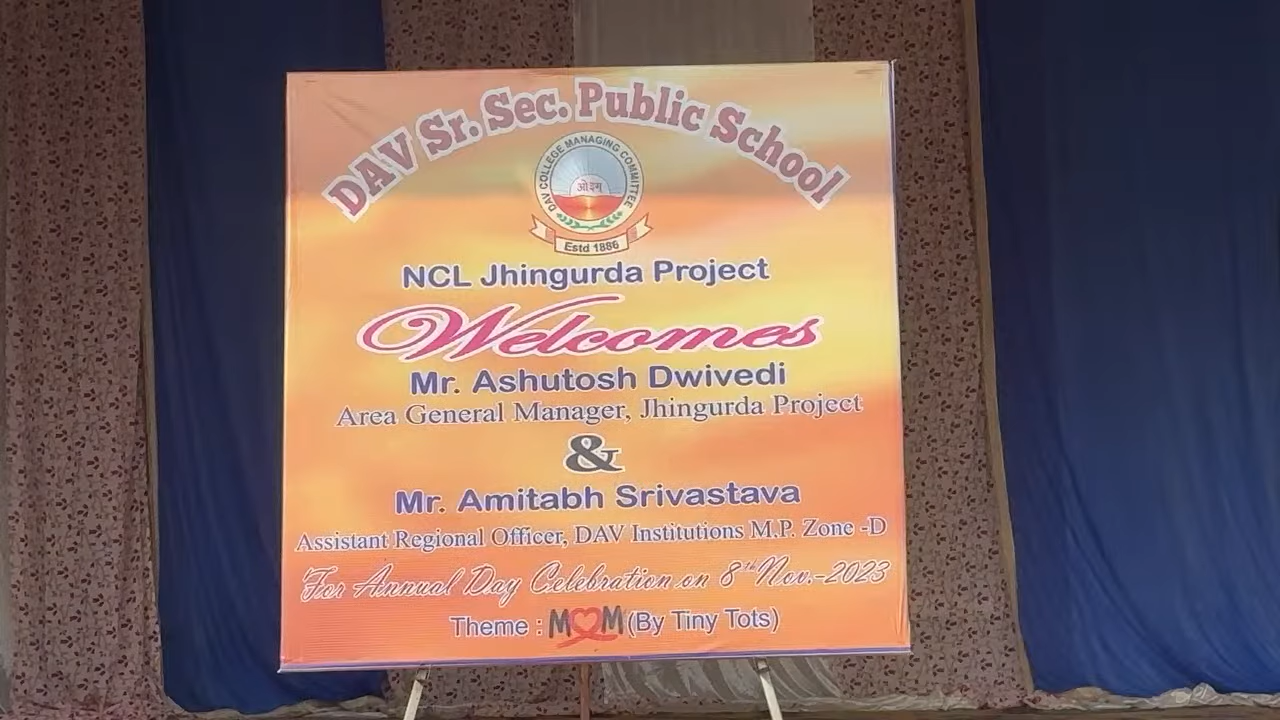 DAV Sr. Sec. Public School
DAV COLLEGE MANAGING COMMITTEE
ओ३म्
Estd 1886
NCL Jhingurda Project
Welcomes
Mr. Ashutosh Dwivedi
Area General Manager, Jhingurda Project
&
Mr. Amitabh Srivastava
Assistant Regional Officer, DAV Institutions M.P. Zone -D
For Annual Day Celebration on 8th Nov.-2023
Theme : MOM (By Tiny Tots)